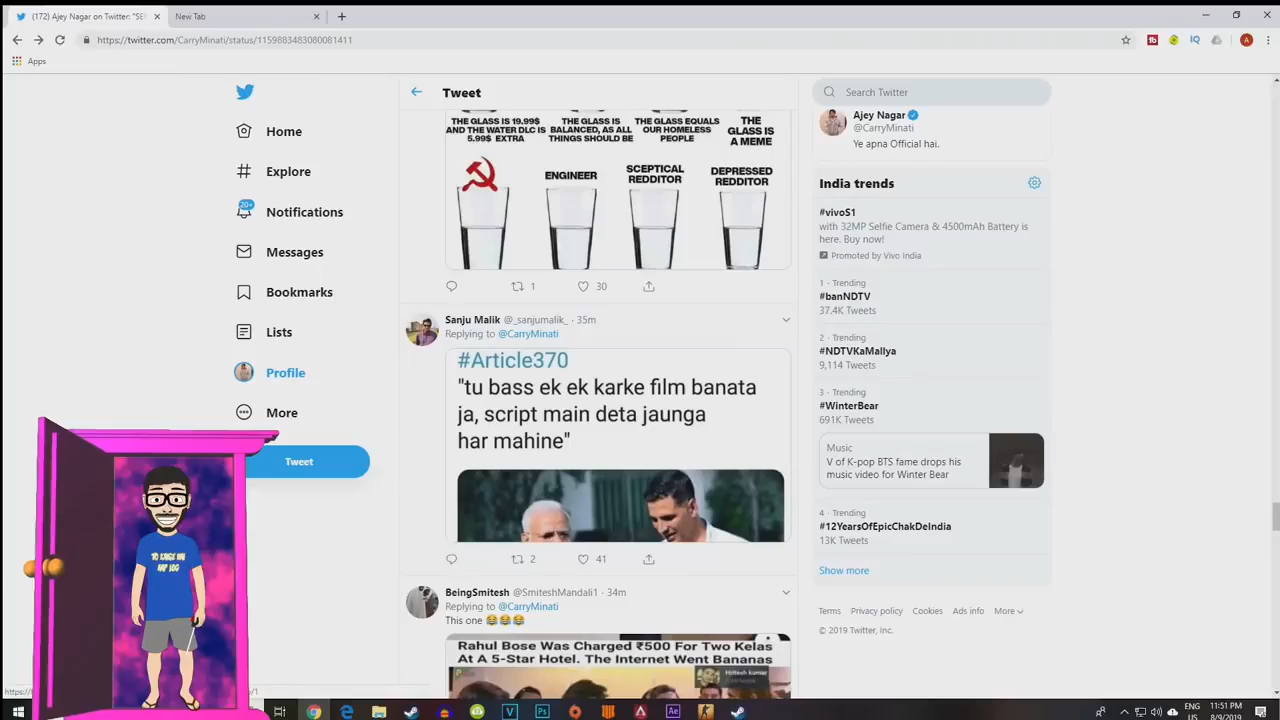 (172) Ajey Nagar on Twitter: "SE
New Tab
https://twitter.com/CarryMinati/status/1159883483080081411
Apps
Home
Explore
20+
Notifications
Messages
Bookmarks
Lists
Profile
More
Tweet
TO KAISE HAI
AAP LOG
Tweet
THE GLASS IS 19.99$
AND THE WATER DLC IS
5.99$ EXTRA
THE GLASS IS
BALANCED, AS ALL
THINGS SHOULD BE
THE GLASS EQUALS
OUR HOMELESS
PEOPLE
THE
GLASS IS
A MEME
ENGINEER
SCEPTICAL
REDDITOR
DEPRESSED
REDDITOR
1
30
Sanju Malik @_sanjumalik_ · 35m
Replying to @CarryMinati
#Article370
"tu bass ek ek karke film banata
ja, script main deta jaunga
har mahine"
2
41
BeingSmitesh @SmiteshMandali1 · 34m
Replying to @CarryMinati
This one 😂😂😂
Rahul Bose Was Charged ₹500 For Two Kelas
At A 5-Star Hotel. The Internet Went Bananas
Search Twitter
Ajey Nagar
@CarryMinati
Ye apna Official hai.
India trends
#vivoS1
with 32MP Selfie Camera & 4500mAh Battery is
here. Buy now!
Promoted by Vivo India
1 · Trending
#banNDTV
37.4K Tweets
2 · Trending
#NDTVKaMallya
9,114 Tweets
3 · Trending
#WinterBear
691K Tweets
Music
V of K-pop BTS fame drops his
music video for Winter Bear
4 · Trending
#12YearsOfEpicChakDeIndia
13K Tweets
Show more
Terms Privacy policy Cookies Ads info More
© 2019 Twitter, Inc.
ENG
US
11:51 PM
8/9/2019